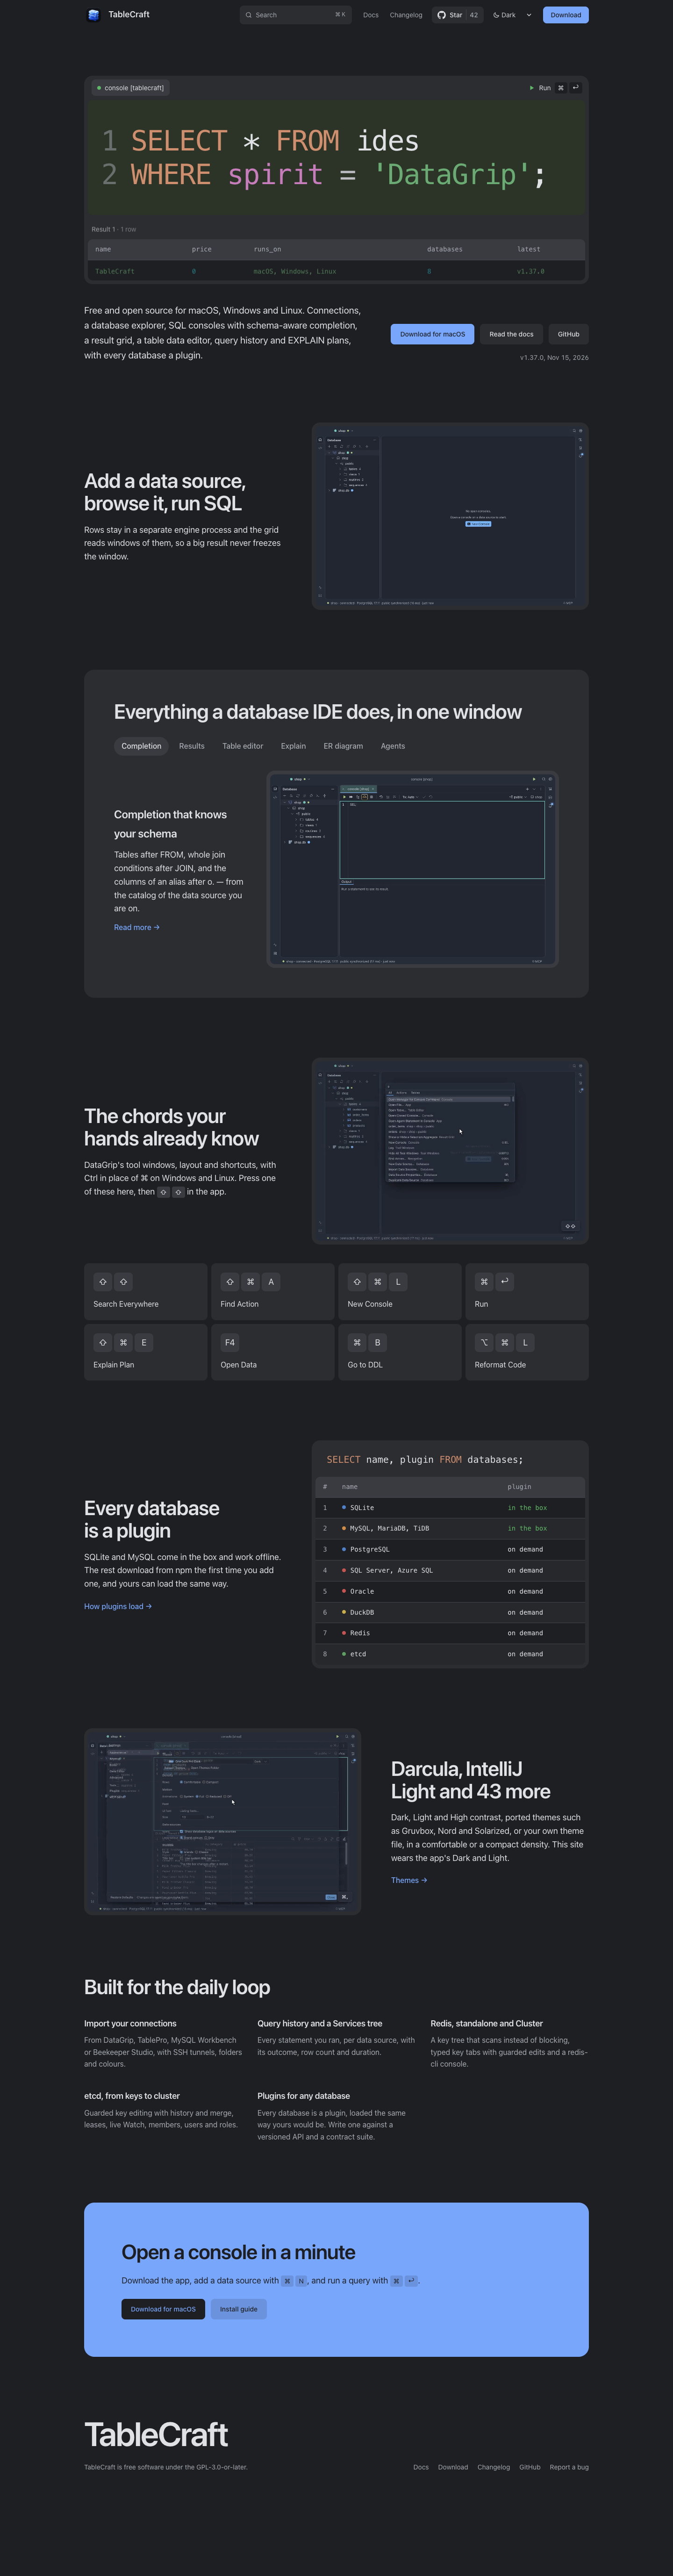 TableCraft
Search ⌘ K
Docs
Changelog
Star 42
Dark
Download
console [tablecraft]
Run ⌘ ⏎
1 SELECT * FROM ides
2 WHERE spirit = 'DataGrip';
Result 1 · 1 row
name price runs_on databases latest
TableCraft 0 macOS, Windows, Linux 8 v1.37.0
Free and open source for macOS, Windows and Linux. Connections,
a database explorer, SQL consoles with schema-aware completion,
a result grid, a table data editor, query history and EXPLAIN plans,
with every database a plugin.
Download for macOS
Read the docs
GitHub
v1.37.0, Nov 15, 2026
Add a data source,
browse it, run SQL
Rows stay in a separate engine process and the grid
reads windows of them, so a big result never freezes
the window.
Everything a database IDE does, in one window
Completion Results Table editor Explain ER diagram Agents
Completion that knows
your schema
Tables after FROM, whole join
conditions after JOIN, and the
columns of an alias after o. — from
the catalog of the data source you
are on.
Read more →
The chords your
hands already know
DataGrip's tool windows, layout and shortcuts, with
Ctrl in place of ⌘ on Windows and Linux. Press one
of these here, then ⇧ ⇧ in the app.
⇧ ⇧
Search Everywhere
⇧ ⌘ A
Find Action
⇧ ⌘ L
New Console
⌘ ⏎
Run
⇧ ⌘ E
Explain Plan
F4
Open Data
⌘ B
Go to DDL
⌥ ⌘ L
Reformat Code
Every database
is a plugin
SQLite and MySQL come in the box and work offline.
The rest download from npm the first time you add
one, and yours can load the same way.
How plugins load →
SELECT name, plugin FROM databases;
# name plugin
1 SQLite in the box
2 MySQL, MariaDB, TiDB in the box
3 PostgreSQL on demand
4 SQL Server, Azure SQL on demand
5 Oracle on demand
6 DuckDB on demand
7 Redis on demand
8 etcd on demand
Darcula, IntelliJ
Light and 43 more
Dark, Light and High contrast, ported themes such
as Gruvbox, Nord and Solarized, or your own theme
file, in a comfortable or a compact density. This site
wears the app's Dark and Light.
Themes →
Built for the daily loop
Import your connections
From DataGrip, TablePro, MySQL Workbench
or Beekeeper Studio, with SSH tunnels, folders
and colours.
Query history and a Services tree
Every statement you ran, per data source, with
its outcome, row count and duration.
Redis, standalone and Cluster
A key tree that scans instead of blocking,
typed key tabs with guarded edits and a redis-
cli console.
etcd, from keys to cluster
Guarded key editing with history and merge,
leases, live Watch, members, users and roles.
Plugins for any database
Every database is a plugin, loaded the same
way yours would be. Write one against a
versioned API and a contract suite.
Open a console in a minute
Download the app, add a data source with ⌘ N, and run a query with ⌘ ⏎.
Download for macOS
Install guide
TableCraft
TableCraft is free software under the GPL-3.0-or-later.
Docs Download Changelog GitHub Report a bug